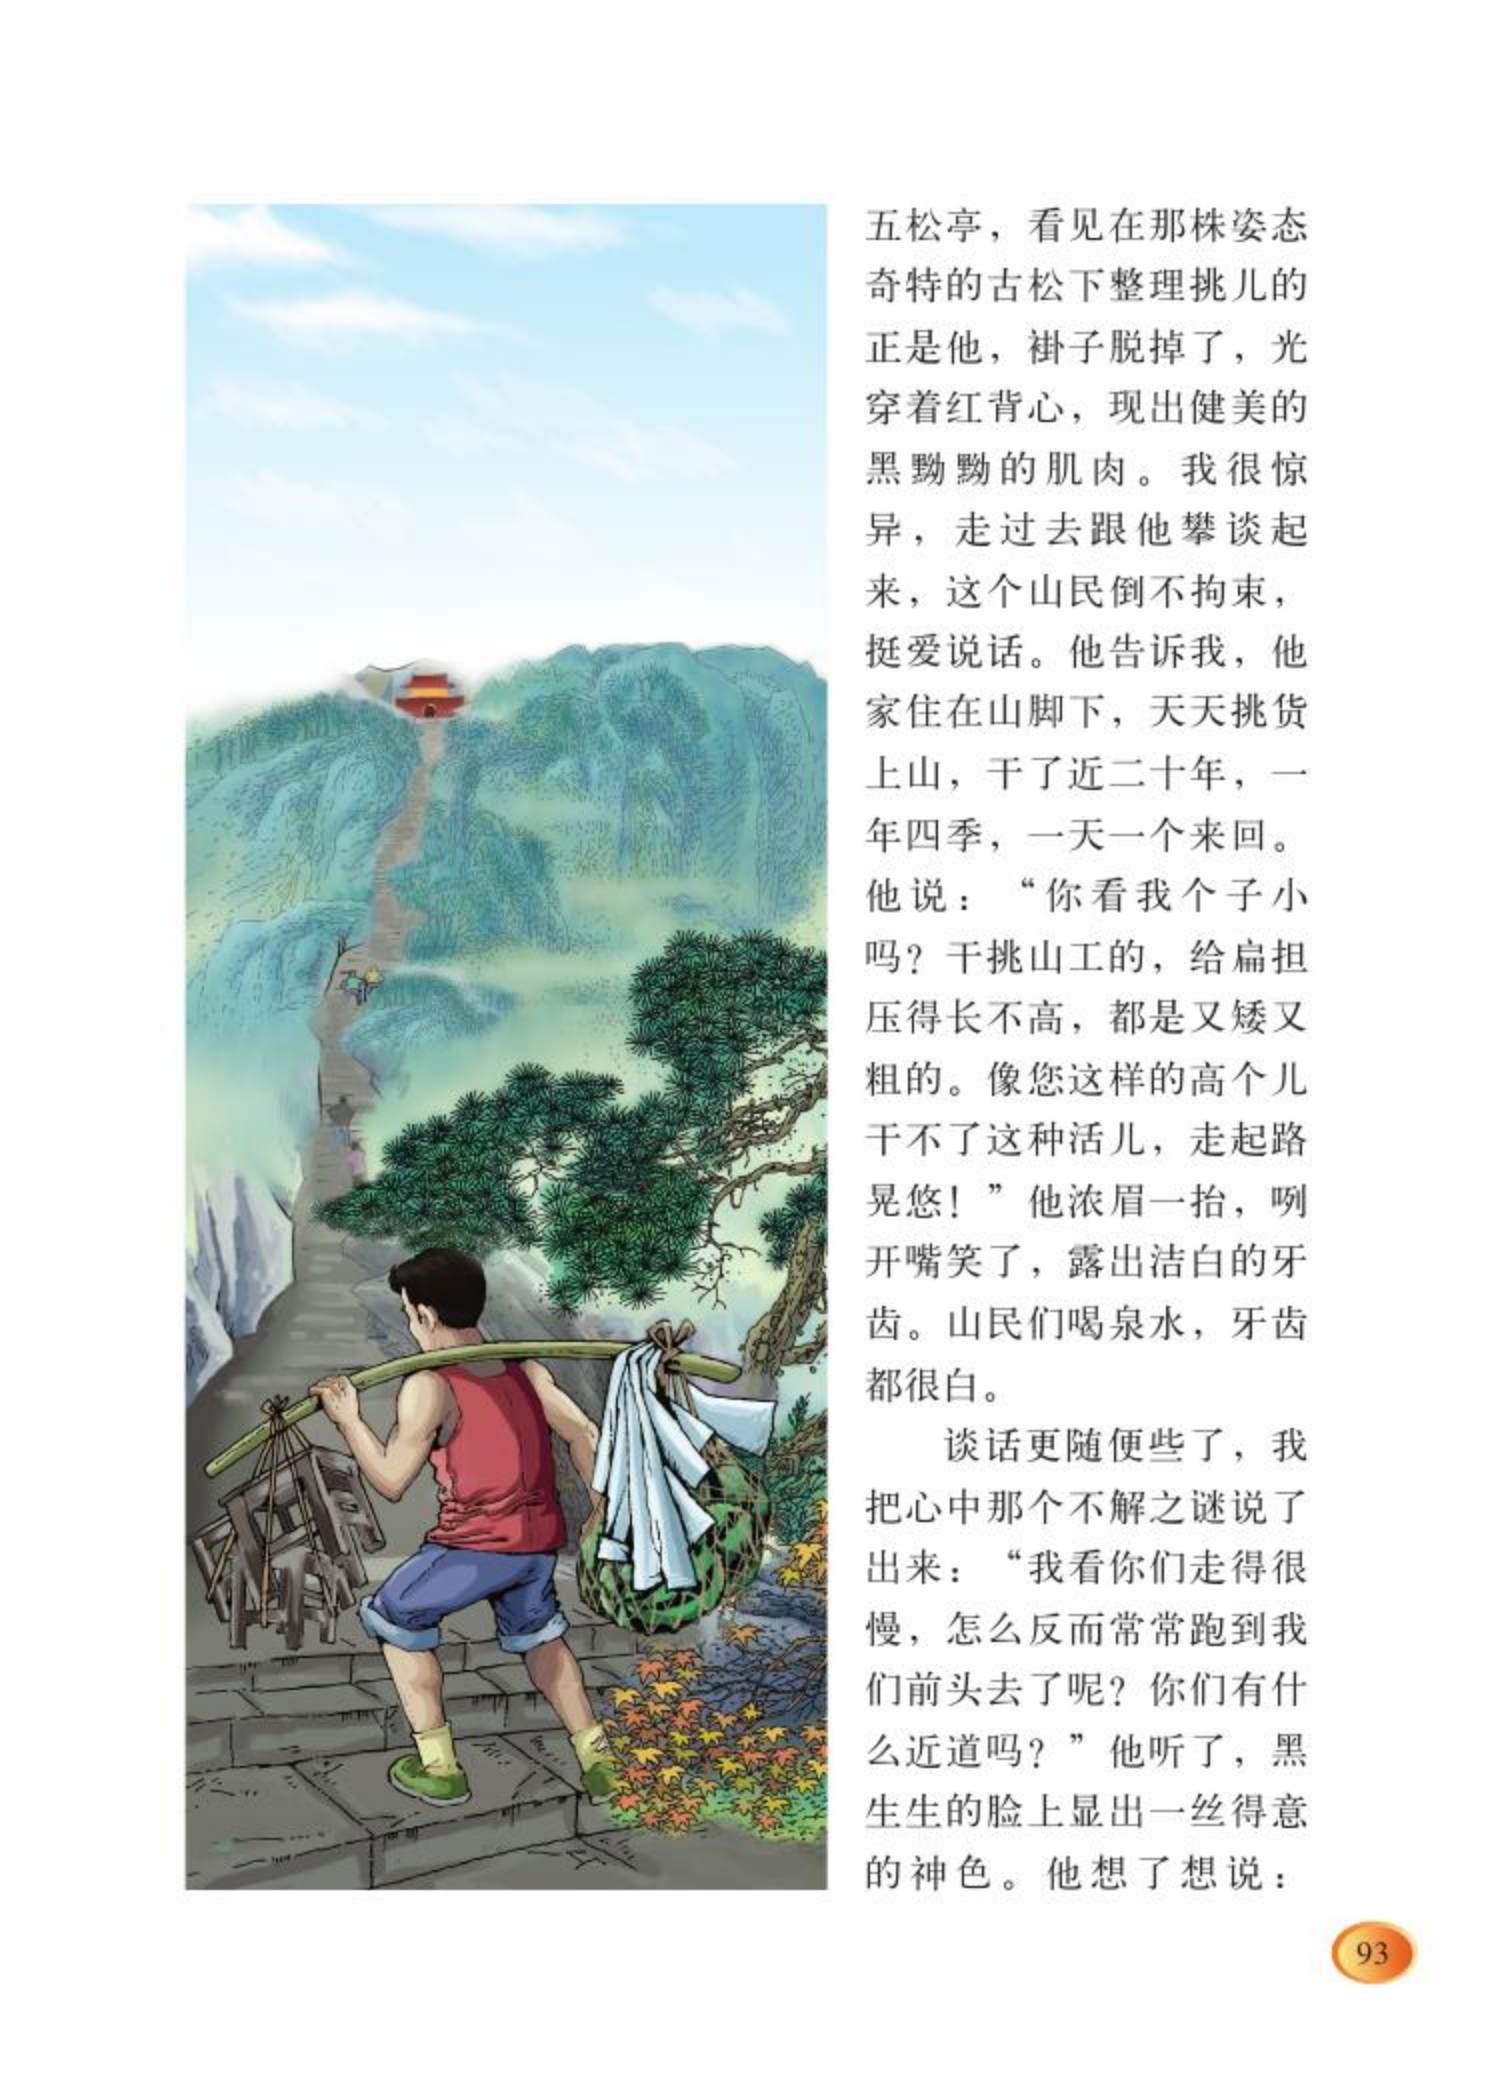 五松亭，看见在那株姿态
奇特的古松下整理挑儿的
正是他，褂子脱掉了，光
穿着红背心，现出健美的
黑黝黝的肌肉。我很惊
异，走过去跟他攀谈起
来，这个山民倒不拘束，
挺爱说话。他告诉我，他
家住在山脚下，天天挑货
上山，干了近二十年，一
年四季，一天一个来回。
他说：“你看我个子小
吗？干挑山工的，给扁担
压得长不高，都是又矮又
粗的。像您这样的高个儿
干不了这种活儿，走起路
晃悠！”他浓眉一抬，咧
开嘴笑了，露出洁白的牙
齿。山民们喝泉水，牙齿
都很白。
谈话更随便些了，我
把心中那个不解之谜说了
出来：“我看你们走得很
慢，怎么反而常常跑到我
们前头去了呢？你们有什
么近道吗？”他听了，黑
生生的脸上显出一丝得意
的神色。他想了想说：
93